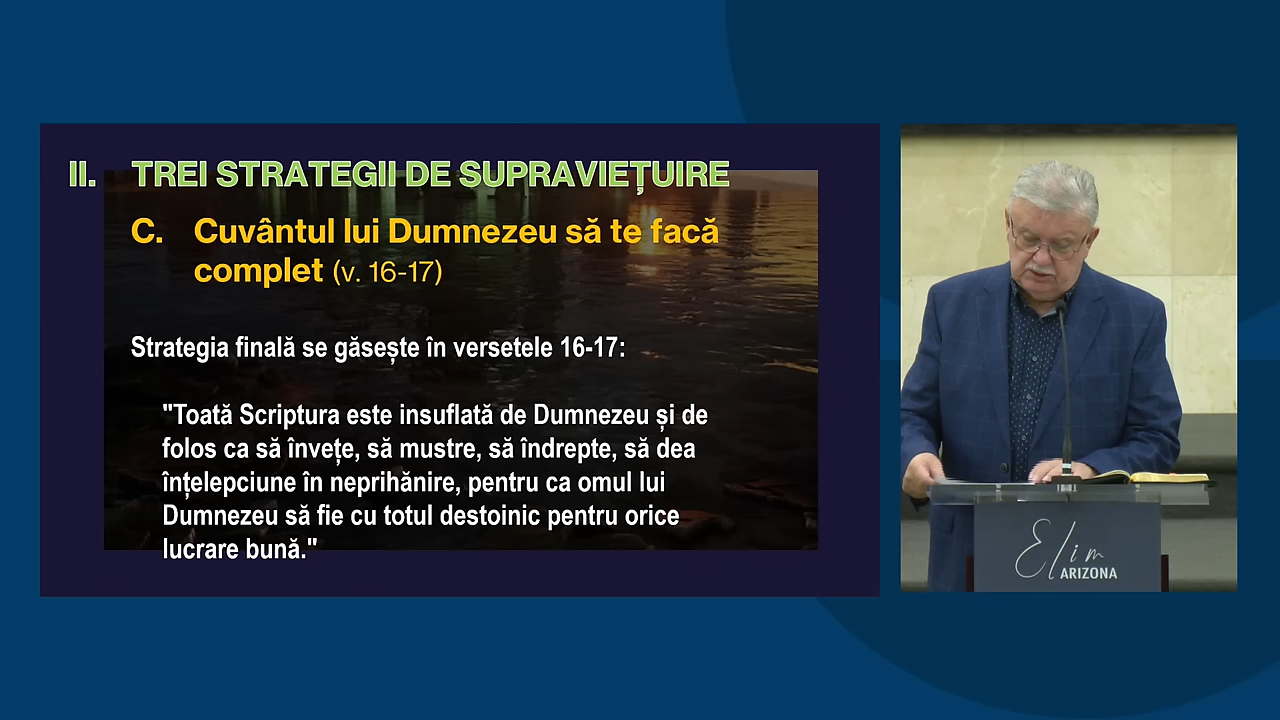 II. TREI STRATEGII DE SUPRAVIEȚUIRE
C. Cuvântul lui Dumnezeu să te facă
complet (v. 16-17)
Strategia finală se găsește în versetele 16-17:
"Toată Scriptura este insuflată de Dumnezeu și de
folos ca să învețe, să mustre, să îndrepte, să dea
înțelepciune în neprihănire, pentru ca omul lui
Dumnezeu să fie cu totul destoinic pentru orice
lucrare bună."
Elim
ARIZONA